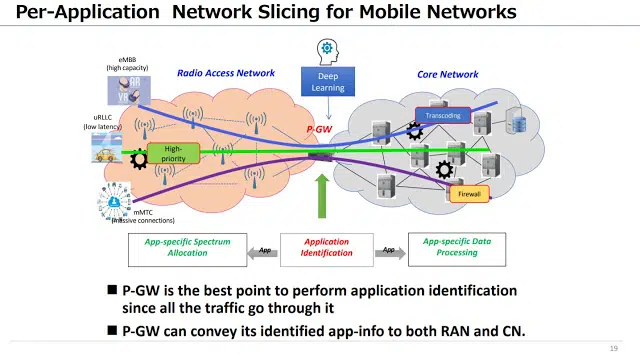 Per-Application Network Slicing for Mobile Networks
eMBB
(high capacity)
Radio Access Network
Deep
Learning
Core Network
uRLLC
(low latency)
P-GW
Transcoding
High-
priority
Firewall
mMTC
(massive connections)
App-specific Spectrum
Allocation
App
Application
Identification
App
App-specific Data
Processing
■ P-GW is the best point to perform application identification
since all the traffic go through it
■ P-GW can convey its identified app-info to both RAN and CN.
19